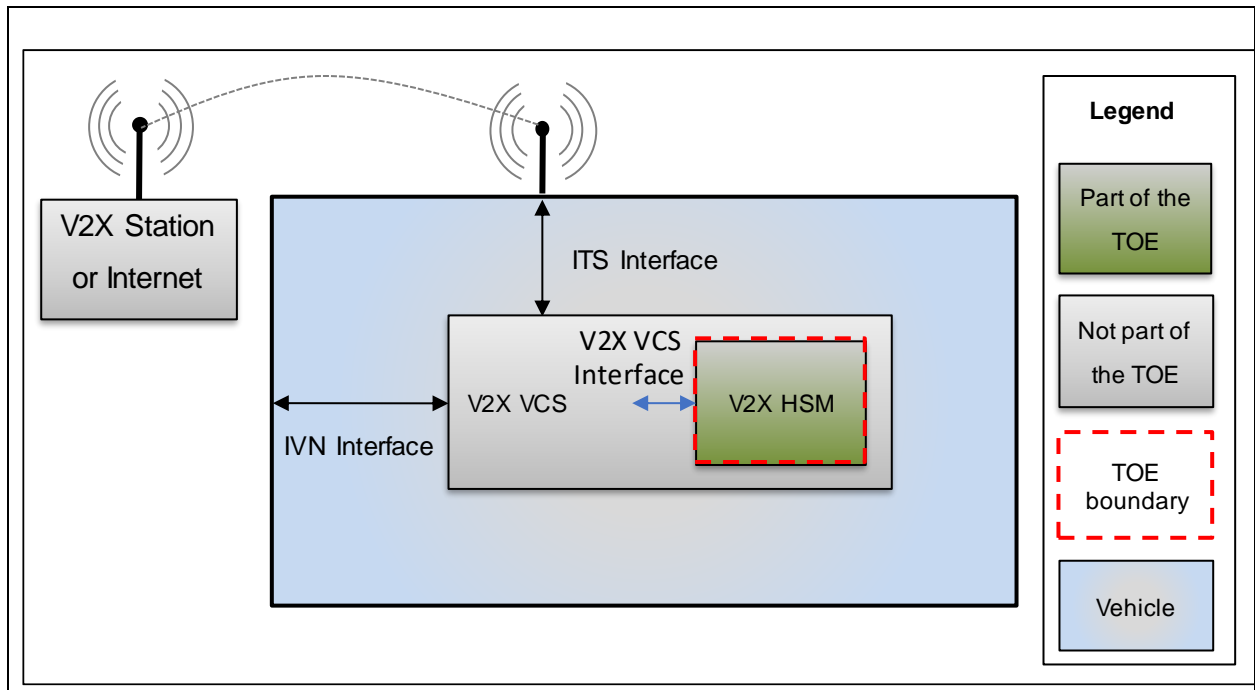 V2X Station
or Internet
ITS Interface
V2X VCS
Interface
V2X VCS
V2X HSM
IVN Interface
Legend
Part of the
TOE
Not part of
the TOE
TOE
boundary
Vehicle